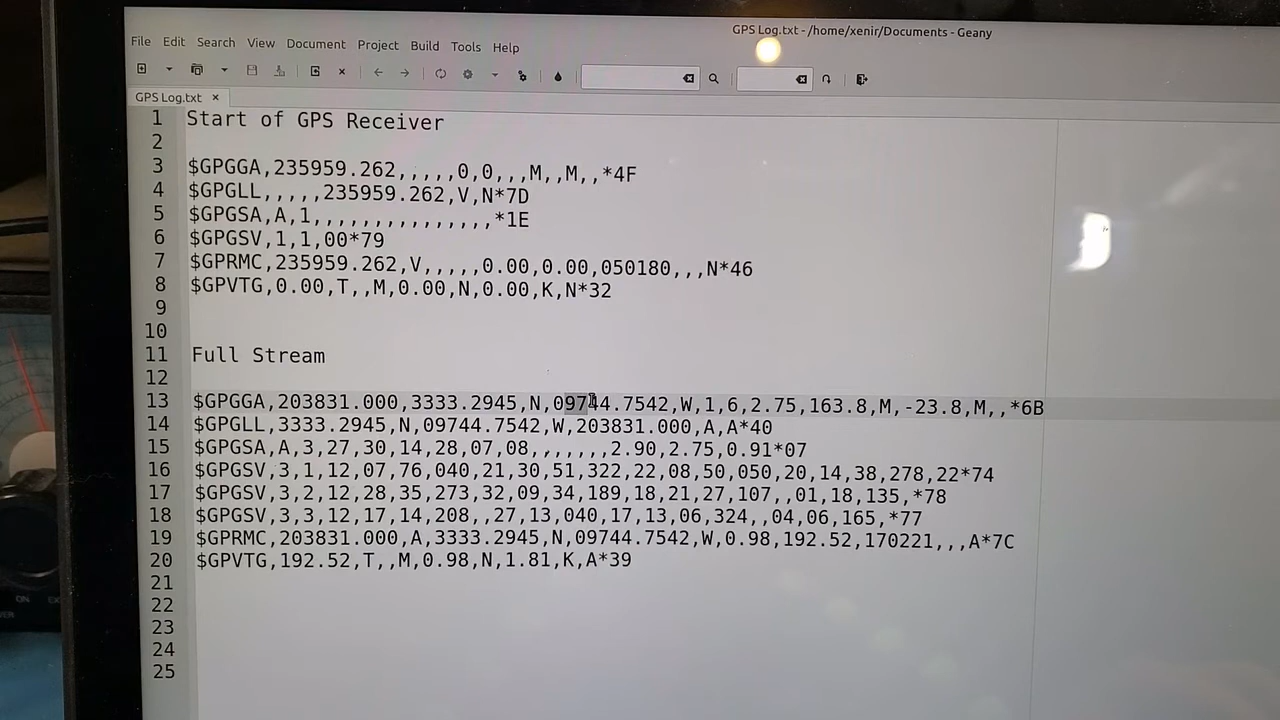 GPS Log.txt - /home/xenir/Documents - Geany
File Edit Search View Document Project Build Tools Help
GPS Log.txt ×
1 Start of GPS Receiver
2
3 $GPGGA,235959.262,,,,,0,0,,,M,,M,,*4F
4 $GPGLL,,,,,235959.262,V,N*7D
5 $GPGSA,A,1,,,,,,,,,,,,,,,*1E
6 $GPGSV,1,1,00*79
7 $GPRMC,235959.262,V,,,,,0.00,0.00,050180,,,N*46
8 $GPVTG,0.00,T,,M,0.00,N,0.00,K,N*32
9
10
11 Full Stream
12
13 $GPGGA,203831.000,3333.2945,N,09744.7542,W,1,6,2.75,163.8,M,-23.8,M,,*6B
14 $GPGLL,3333.2945,N,09744.7542,W,203831.000,A,A*40
15 $GPGSA,A,3,27,30,14,28,07,08,,,,,,,2.90,2.75,0.91*07
16 $GPGSV,3,1,12,07,76,040,21,30,51,322,22,08,50,050,20,14,38,278,22*74
17 $GPGSV,3,2,12,28,35,273,32,09,34,189,18,21,27,107,,01,18,135,*78
18 $GPGSV,3,3,12,17,14,208,,27,13,040,17,13,06,324,,04,06,165,*77
19 $GPRMC,203831.000,A,3333.2945,N,09744.7542,W,0.98,192.52,170221,,,A*7C
20 $GPVTG,192.52,T,,M,0.98,N,1.81,K,A*39
21
22
23
24
25